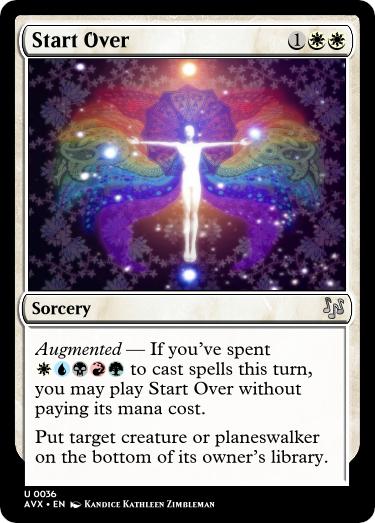 Start Over 1
Sorcery
Augmented — If you've spent
to cast spells this turn,
you may play Start Over without
paying its mana cost.
Put target creature or planeswalker
on the bottom of its owner's library.
U 0036
AVX • EN Kandice Kathleen Zimbleman